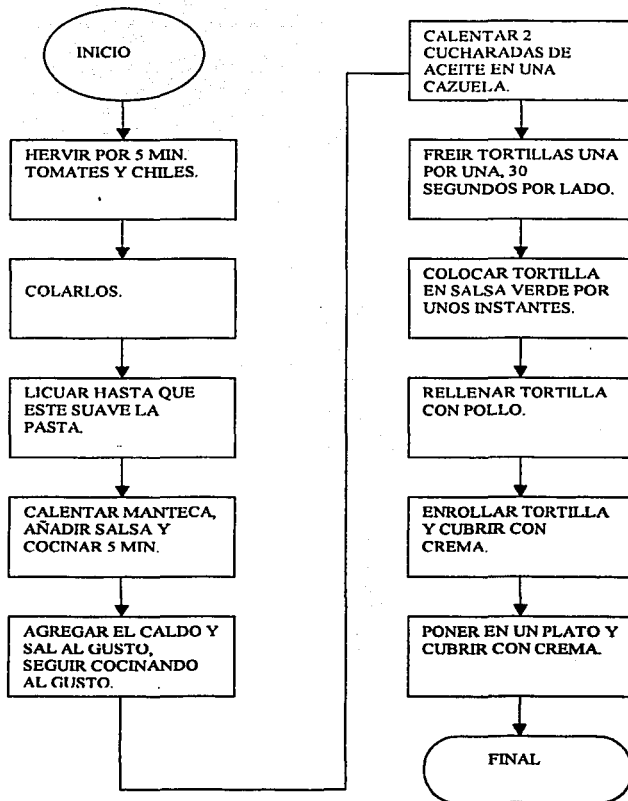 INICIO
HERVIR POR 5 MIN.
TOMATES Y CHILES.
COLARLOS.
LICUAR HASTA QUE
ESTE SUAVE LA
PASTA.
CALENTAR MANTECA,
AÑADIR SALSA Y
COCINAR 5 MIN.
AGREGAR EL CALDO Y
SAL AL GUSTO,
SEGUIR COCINANDO
AL GUSTO.
CALENTAR 2
CUCHARADAS DE
ACEITE EN UNA
CAZUELA.
FREIR TORTILLAS UNA
POR UNA, 30
SEGUNDOS POR LADO.
COLOCAR TORTILLA
EN SALSA VERDE POR
UNOS INSTANTES.
RELLENAR TORTILLA
CON POLLO.
ENROLLAR TORTILLA
Y CUBRIR CON
CREMA.
PONER EN UN PLATO Y
CUBRIR CON CREMA.
FINAL